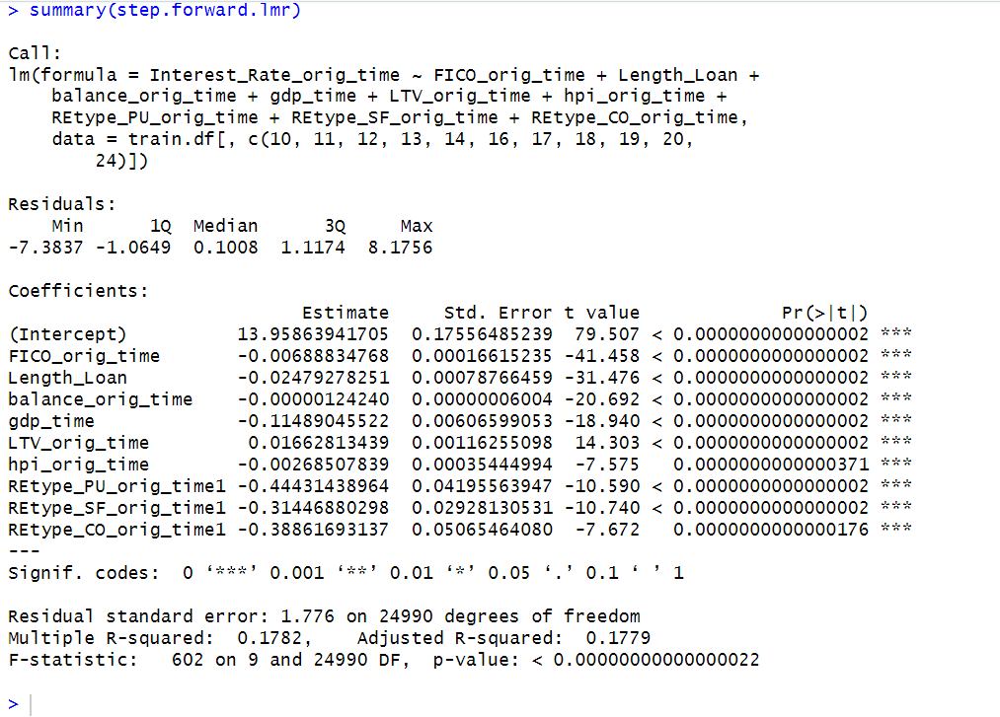 > summary(step.forward.lmr)
Call:
lm(formula = Interest_Rate_orig_time ~ FICO_orig_time + Length_Loan +
    balance_orig_time + gdp_time + LTV_orig_time + hpi_orig_time +
    REtype_PU_orig_time + REtype_SF_orig_time + REtype_CO_orig_time,
    data = train.df[, c(10, 11, 12, 13, 14, 16, 17, 18, 19, 20,
        24)])
Residuals:
    Min      1Q  Median      3Q     Max
-7.3837 -1.0649  0.1008  1.1174  8.1756
Coefficients:
                           Estimate     Std. Error t value             Pr(>|t|)
(Intercept)          13.95863941705  0.17556485239  79.507 < 0.0000000000000002 ***
FICO_orig_time       -0.00688834768  0.00016615235 -41.458 < 0.0000000000000002 ***
Length_Loan          -0.02479278251  0.00078766459 -31.476 < 0.0000000000000002 ***
balance_orig_time    -0.00000124240  0.00000006004 -20.692 < 0.0000000000000002 ***
gdp_time             -0.11489045522  0.00606599053 -18.940 < 0.0000000000000002 ***
LTV_orig_time         0.01662813439  0.00116255098  14.303 < 0.0000000000000002 ***
hpi_orig_time        -0.00268507839  0.00035444994  -7.575   0.0000000000000371 ***
REtype_PU_orig_time1 -0.44431438964  0.04195563947 -10.590 < 0.0000000000000002 ***
REtype_SF_orig_time1 -0.31446880298  0.02928130531 -10.740 < 0.0000000000000002 ***
REtype_CO_orig_time1 -0.38861693137  0.05065464080  -7.672   0.0000000000000176 ***
---
Signif. codes:  0 ‘***’ 0.001 ‘**’ 0.01 ‘*’ 0.05 ‘.’ 0.1 ‘ ’ 1
Residual standard error: 1.776 on 24990 degrees of freedom
Multiple R-squared:  0.1782,    Adjusted R-squared:  0.1779
F-statistic:   602 on 9 and 24990 DF,  p-value: < 0.00000000000000022
>